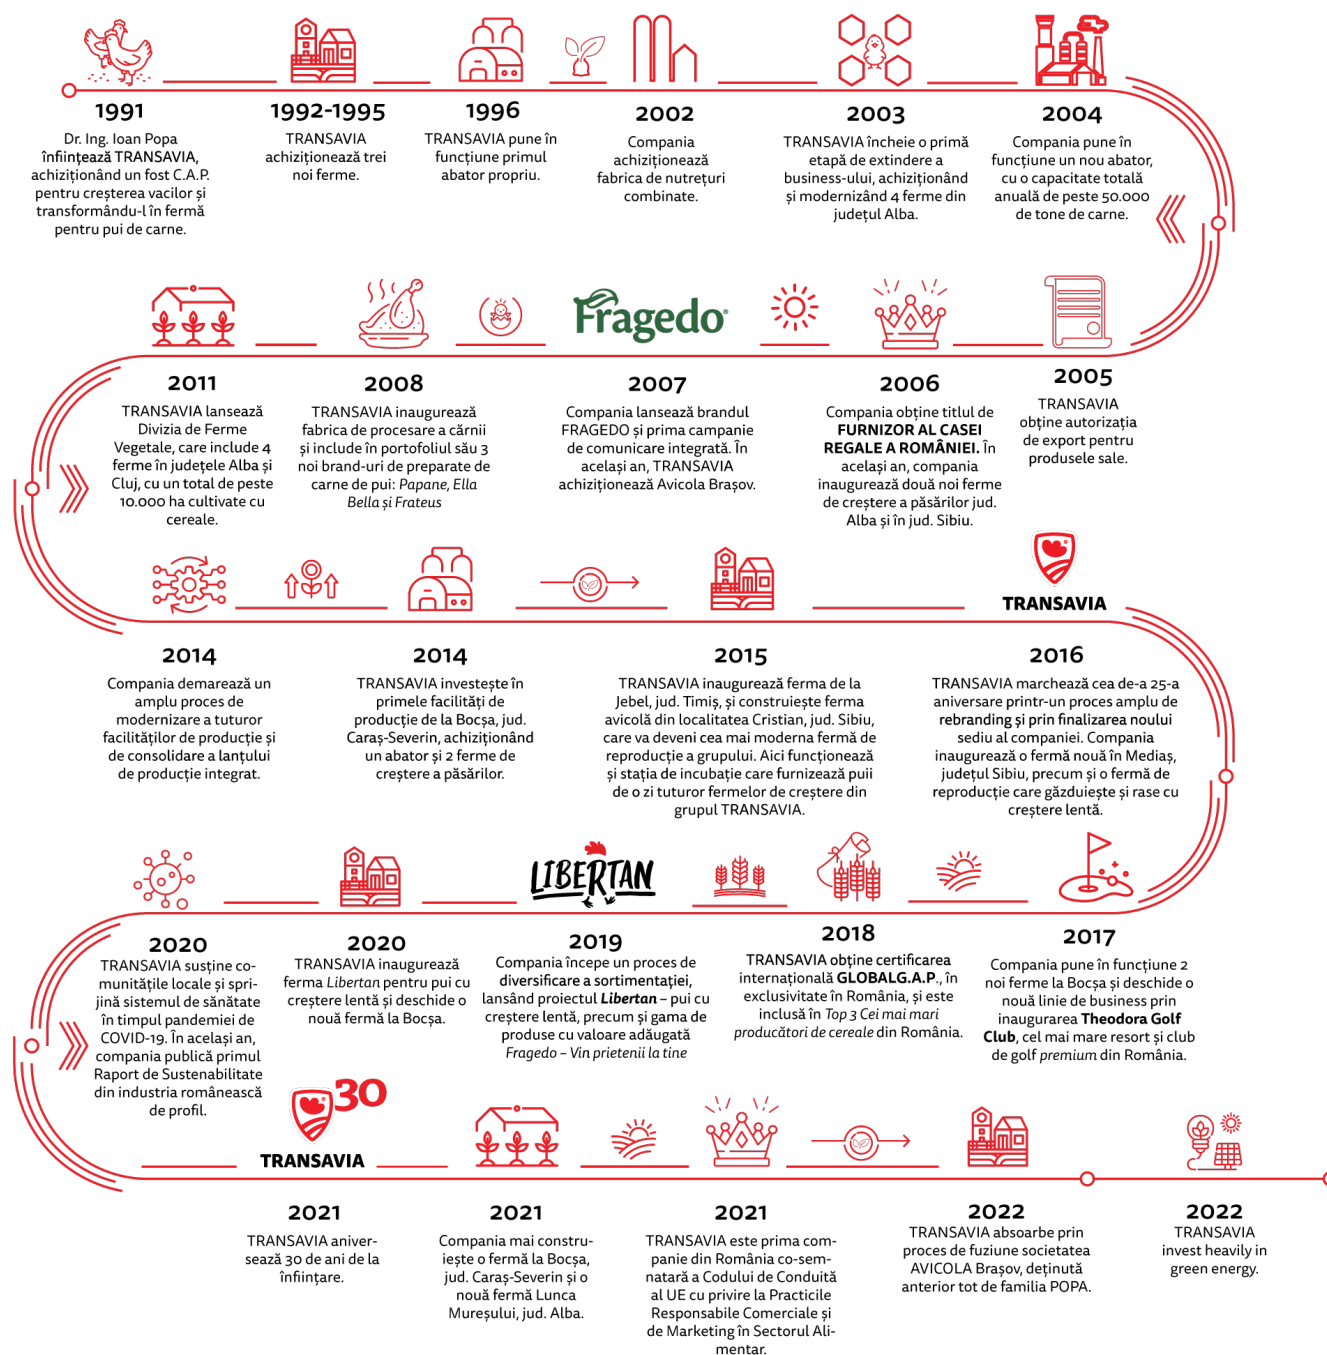 1991
Dr. Ing. Ioan Popa
înființează TRANSAVIA,
achiziționând un fost C.A.P.
pentru creșterea vacilor și
transformându-l în fermă
pentru pui de carne.
1992-1995
TRANSAVIA
achiziționează trei
noi ferme.
1996
TRANSAVIA pune în
funcțiune primul
abator propriu.
2002
Compania
achiziționează
fabrica de nutrețuri
combinate.
2003
TRANSAVIA încheie o primă
etapă de extindere a
business-ului, achiziționând
și modernizând 4 ferme din
județul Alba.
2004
Compania pune în
funcțiune un nou abator,
cu o capacitate totală
anuală de peste 50.000
de tone de carne.
2005
TRANSAVIA
obține autorizația
de export pentru
produsele sale.
2006
Compania obține titlul de
FURNIZOR AL CASEI
REGALE A ROMÂNIEI. În
același an, compania
inaugurează două noi ferme
de creștere a păsărilor jud.
Alba și în jud. Sibiu.
Fragedo®
2007
Compania lansează brandul
FRAGEDO și prima campanie
de comunicare integrată. În
același an, TRANSAVIA
achiziționează Avicola Brașov.
2008
TRANSAVIA inaugurează
fabrica de procesare a cărnii
și include în portofoliul său 3
noi brand-uri de preparate de
carne de pui: Papane, Ella
Bella și Frateus
2011
TRANSAVIA lansează
Divizia de Ferme
Vegetale, care include 4
ferme în județele Alba și
Cluj, cu un total de peste
10.000 ha cultivate cu
cereale.
2014
Compania demarează un
amplu proces de
modernizare a tuturor
facilităților de producție și
de consolidare a lanțului
de producție integrat.
2014
TRANSAVIA investește în
primele facilități de
producție de la Bocșa, jud.
Caraș-Severin, achiziționând
un abator și 2 ferme de
creștere a păsărilor.
2015
TRANSAVIA inaugurează ferma de la
Jebel, jud. Timiș, și construiește ferma
avicolă din localitatea Cristian, jud. Sibiu,
care va deveni cea mai moderna fermă de
reproducție a grupului. Aici funcționează
și stația de incubație care furnizează puii
de o zi tuturor fermelor de creștere din
grupul TRANSAVIA.
TRANSAVIA
2016
TRANSAVIA marchează cea de-a 25-a
aniversare printr-un proces amplu de
rebranding și prin finalizarea noului
sediu al companiei. Compania
inaugurează o fermă nouă în Mediaș,
județul Sibiu, precum și o fermă de
reproducție care găzduiește și rase cu
creștere lentă.
2017
Compania pune în funcțiune 2
noi ferme la Bocșa și deschide o
nouă linie de business prin
inaugurarea Theodora Golf
Club, cel mai mare resort și club
de golf premium din România.
2018
TRANSAVIA obține certificarea
internațională GLOBALG.A.P., în
exclusivitate în România, și este
inclusă în Top 3 Cei mai mari
producători de cereale din România.
LIBERTAN
2019
Compania începe un proces de
diversificare a sortimentației,
lansând proiectul Libertan – pui cu
creștere lentă, precum și gama de
produse cu valoare adăugată
Fragedo – Vin prietenii la tine
2020
TRANSAVIA inaugurează
ferma Libertan pentru pui cu
creștere lentă și deschide o
nouă fermă la Bocșa.
2020
TRANSAVIA susține co-
munitățile locale și spri-
jină sistemul de sănătate
în timpul pandemiei de
COVID-19. În același an,
compania publică primul
Raport de Sustenabilitate
din industria românească
de profil.
30
TRANSAVIA
2021
TRANSAVIA aniver-
sează 30 de ani de la
înființare.
2021
Compania mai constru-
iește o fermă la Bocșa,
jud. Caraș-Severin și o
nouă fermă Lunca
Mureșului, jud. Alba.
2021
TRANSAVIA este prima com-
panie din România co-sem-
natară a Codului de Conduită
al UE cu privire la Practicile
Responsabile Comerciale și
de Marketing în Sectorul Ali-
mentar.
2022
TRANSAVIA absoarbe prin
proces de fuziune societatea
AVICOLA Brașov, deținută
anterior tot de familia POPA.
2022
TRANSAVIA
invest heavily in
green energy.